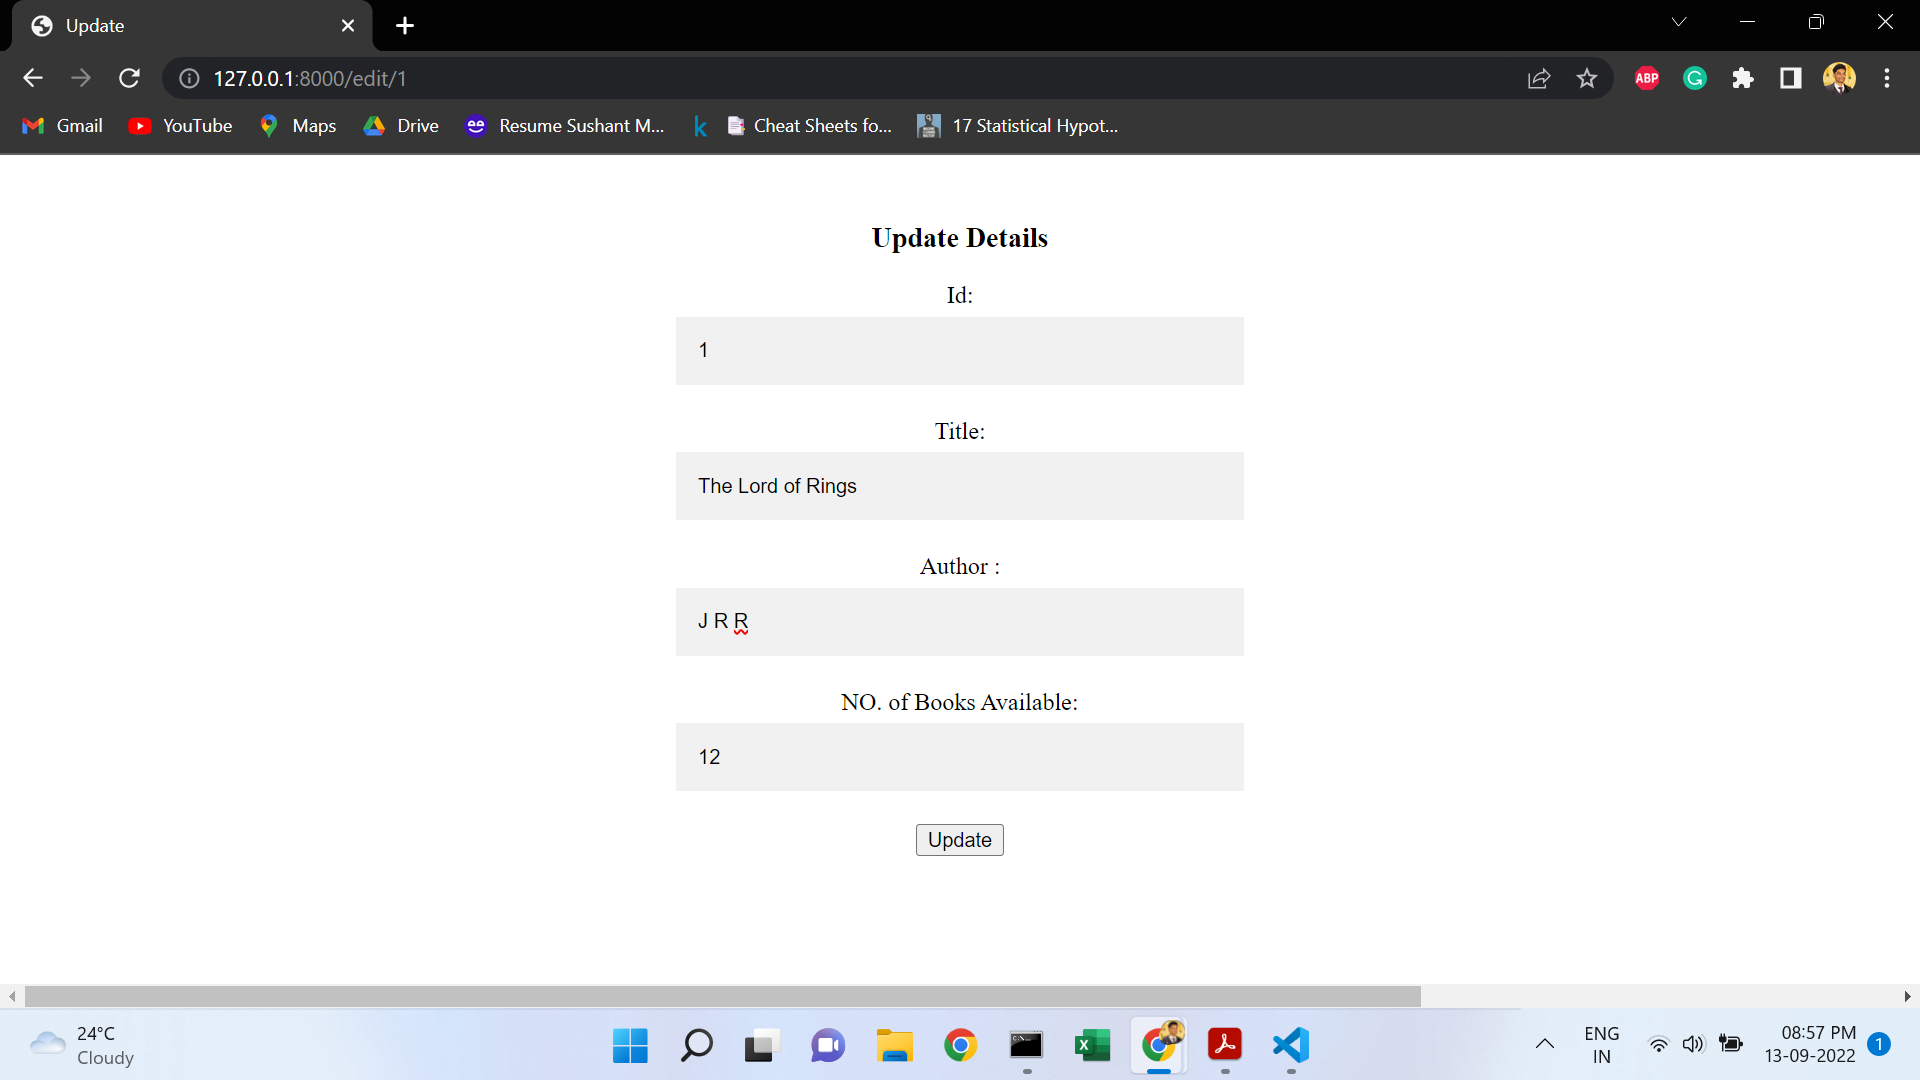 Update
127.0.0.1:8000/edit/1
ABP
Gmail
YouTube
Maps
Drive
Resume Sushant M...
Cheat Sheets fo...
17 Statistical Hypot...
Update Details
Id:
1
Title:
The Lord of Rings
Author :
J R R
NO. of Books Available:
12
Update
24°C
Cloudy
ENG
IN
08:57 PM
13-09-2022
1